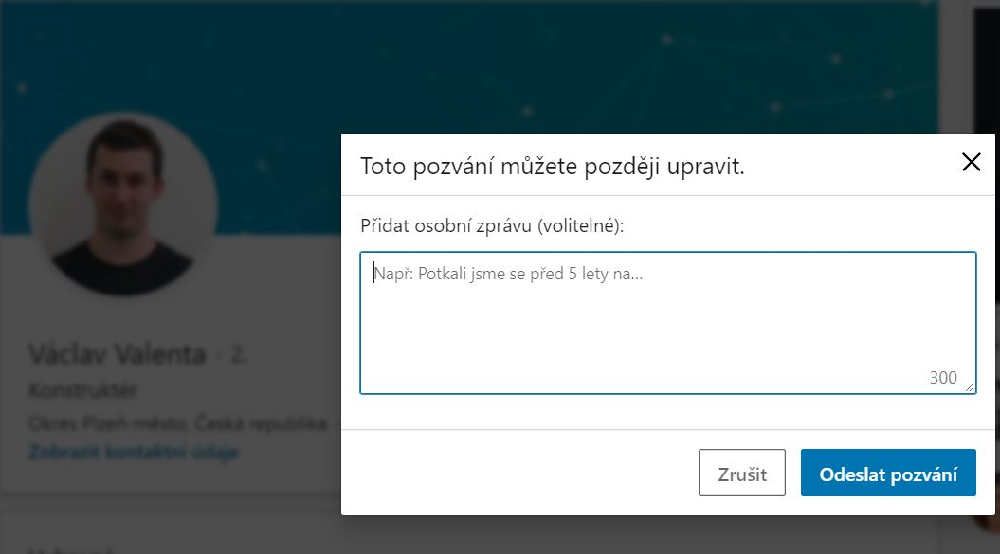 Toto pozvání můžete později upravit.
Přidat osobní zprávu (volitelné):
Např: Potkali jsme se před 5 lety na...
300
Zrušit
Odeslat pozvání
Václav Valenta · 2.
Konstruktér
Okres Plzeň-město, Česká republika ·
Zobrazit kontaktní údaje